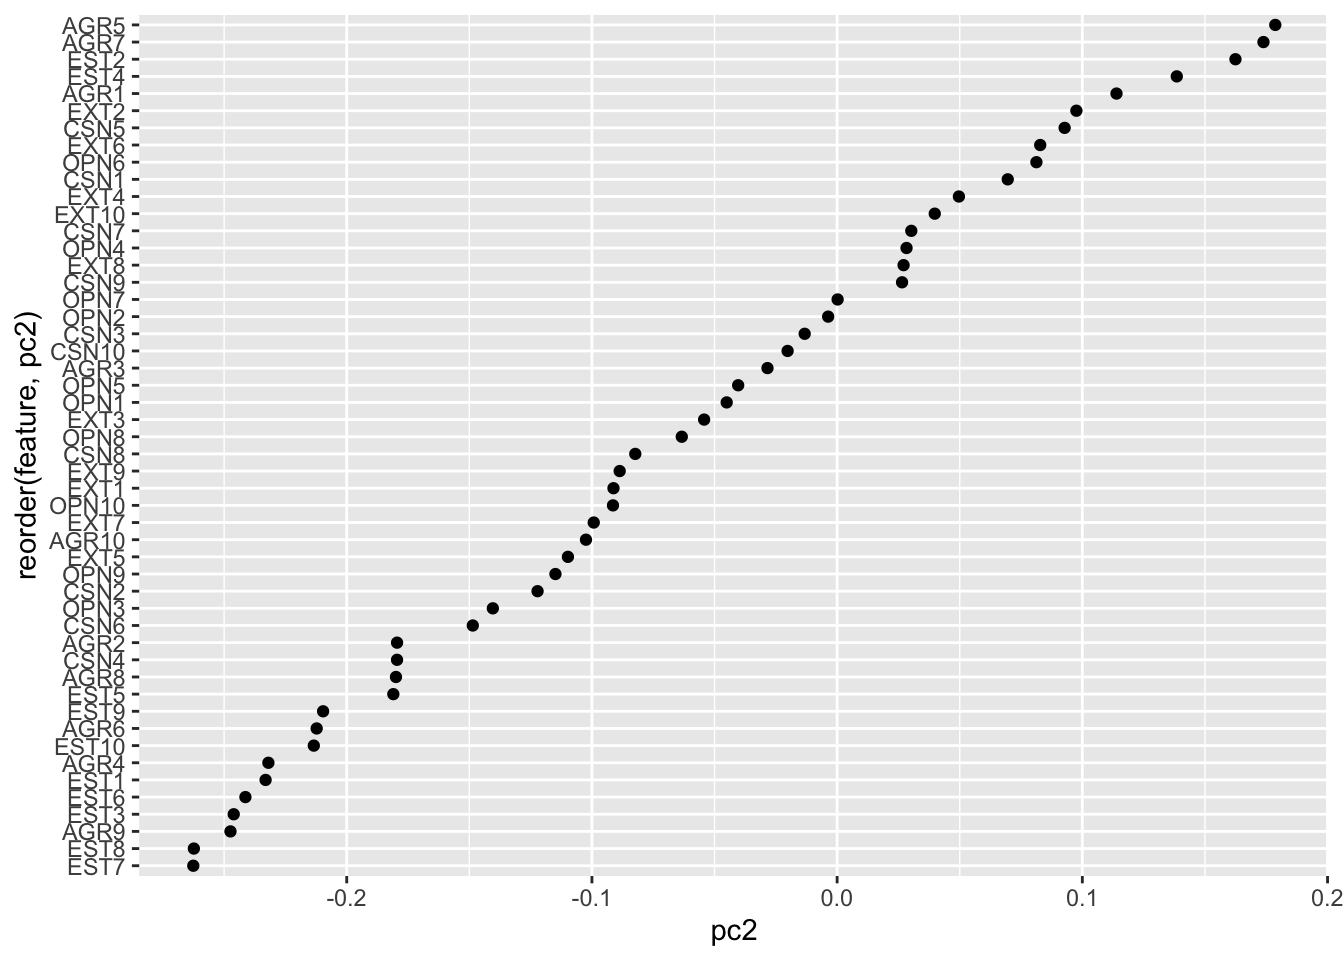 AGR5
AGR7
EST2
EST4
AGR1
EXT2
CSN5
EXT6
OPN6
CSN1
EXT4
EXT10
CSN7
OPN4
EXT8
CSN9
OPN7
OPN2
CSN3
CSN10
AGR3
OPN5
OPN1
EXT3
OPN8
CSN8
EXT9
EXT1
OPN10
EXT7
AGR10
EXT5
OPN9
CSN2
OPN3
CSN6
AGR2
CSN4
AGR8
EST5
EST9
AGR6
EST10
AGR4
EST1
EST6
EST3
AGR9
EST8
EST7
reorder(feature, pc2)
-0.2 -0.1 0.0 0.1 0.2
pc2